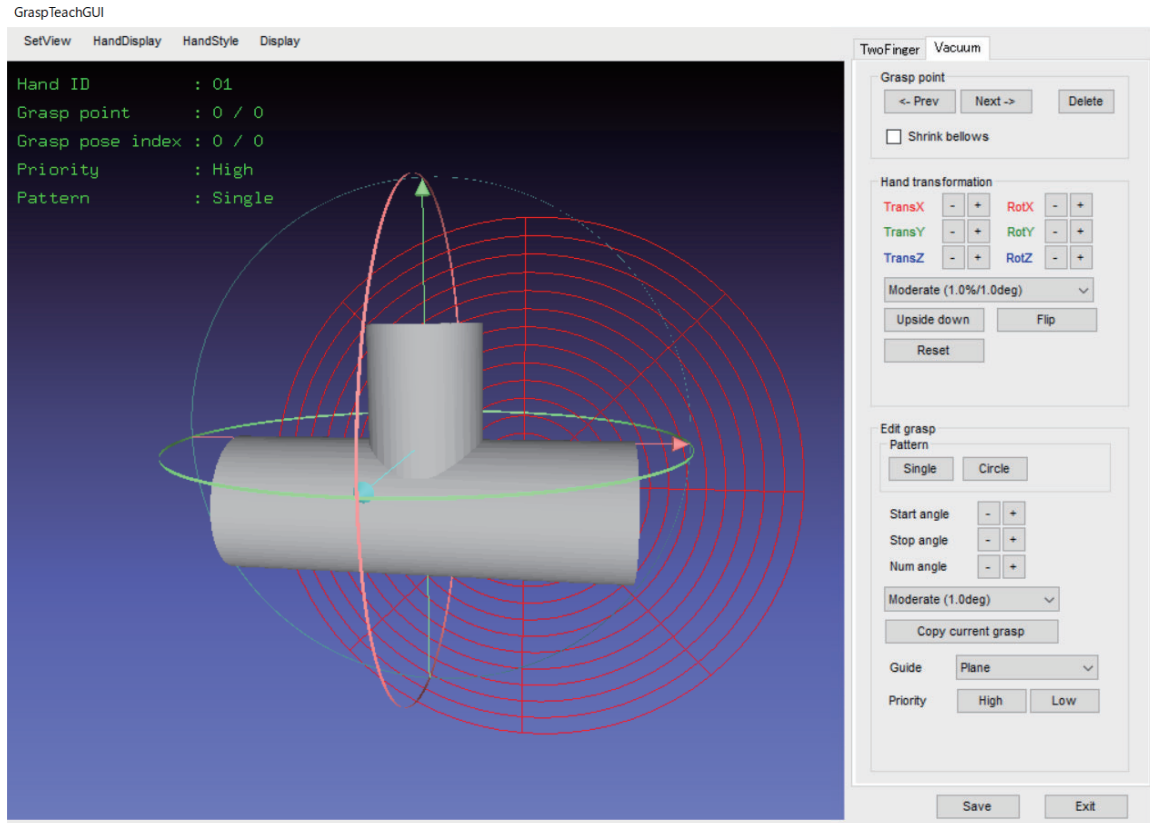 GraspTeachGUI
SetView HandDisplay HandStyle Display
Hand ID : 01
Grasp point : 0 / 0
Grasp pose index : 0 / 0
Priority : High
Pattern : Single
TwoFinger Vacuum
Grasp point
<- Prev Next -> Delete
Shrink bellows
Hand transformation
TransX - + RotX - +
TransY - + RotY - +
TransZ - + RotZ - +
Moderate (1.0%/1.0deg)
Upside down Flip
Reset
Edit grasp
Pattern
Single Circle
Start angle - +
Stop angle - +
Num angle - +
Moderate (1.0deg)
Copy current grasp
Guide Plane
Priority High Low
Save Exit